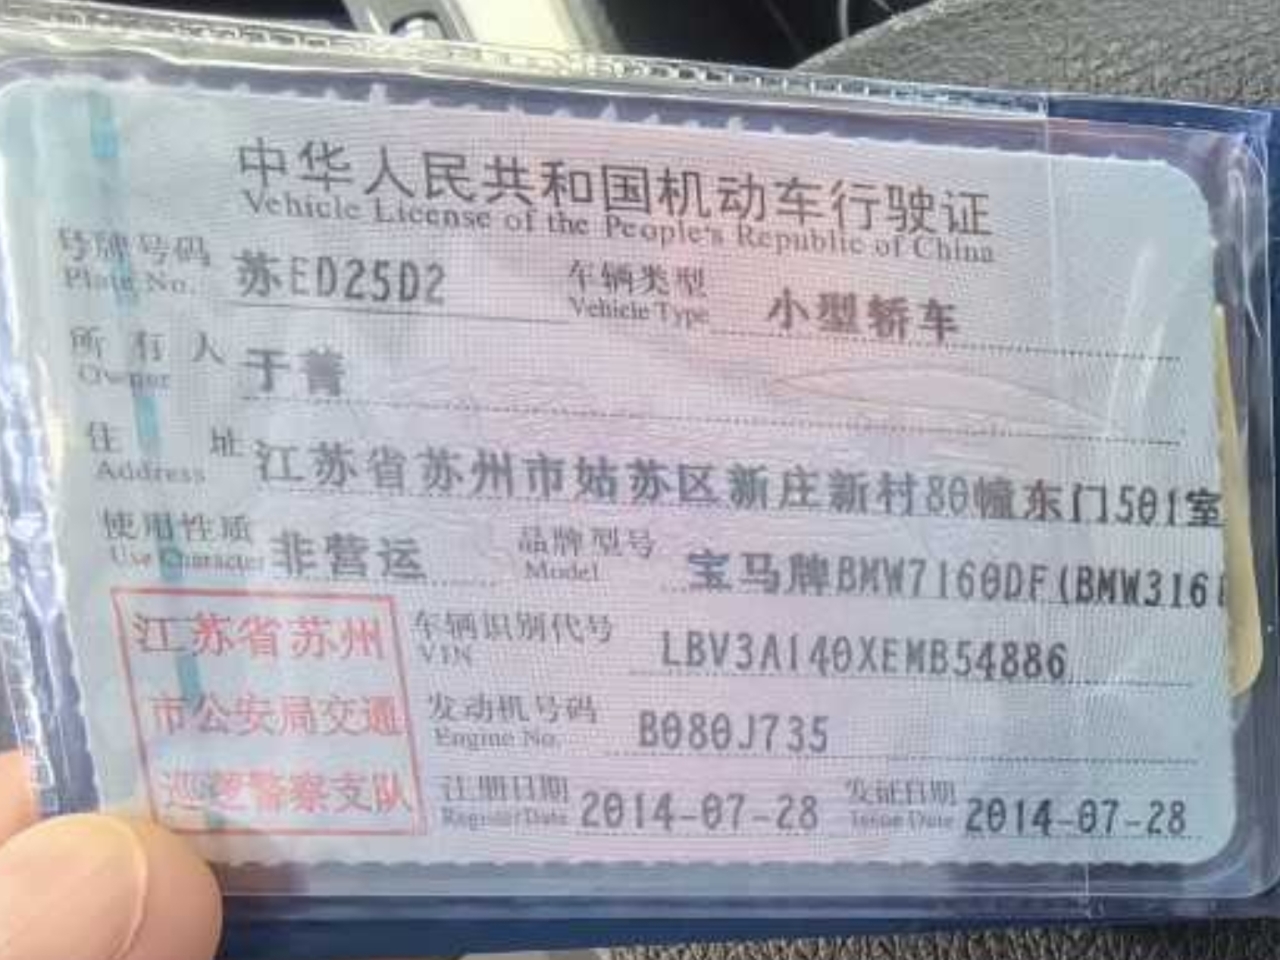 中华人民共和国机动车行驶证
Vehicle License of the People's Republic of China
号牌号码 苏ED25D2 车辆类型 小型轿车
Plate No. Vehicle Type
所有人 于菁
Owner
住址 江苏省苏州市姑苏区新庄新村80幢东门501室
Address
使用性质 非营运 品牌型号 宝马牌BMW7160DF(BMW316
Use Character Model
江苏省苏州
市公安局交通
巡逻警察支队
车辆识别代号 LBV3A140XEMB54886
VIN
发动机号码 B080J735
Engine No.
注册日期 2014-07-28 发证日期 2014-07-28
Register Date Issue Date